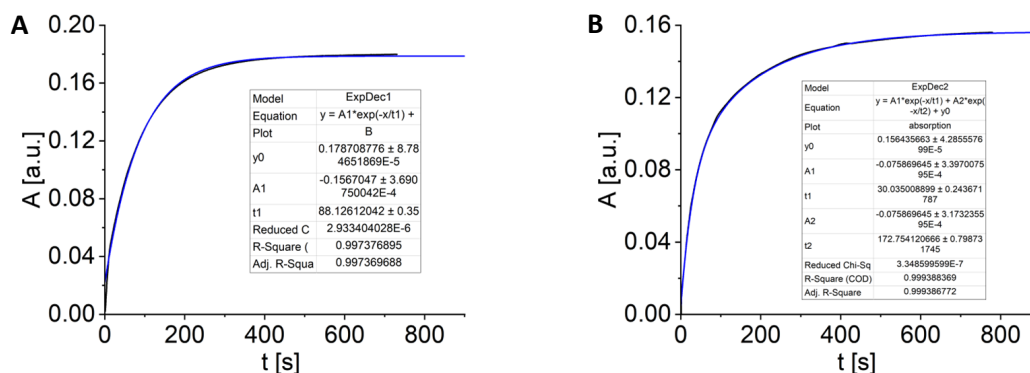 A
A [a.u.]
0.20
0.16
0.12
0.08
0.04
0.00
0 200 400 600 800
t [s]
Model ExpDec1
Equation y = A1*exp(-x/t1) +
Plot B
y0 0.178708776 ± 8.78
4651869E-5
A1 -0.1567047 ± 3.690
750042E-4
t1 88.12612042 ± 0.35
Reduced C 2.933404028E-6
R-Square ( 0.997376895
Adj. R-Squa 0.997369688
B
A [a.u.]
0.16
0.12
0.08
0.04
0.00
0 200 400 600 800
t [s]
Model ExpDec2
Equation y = A1*exp(-x/t1) + A2*exp(
-x/t2) + y0
Plot absorption
y0 0.156435663 ± 4.2855576
99E-5
A1 -0.075869645 ± 3.3970075
95E-4
t1 30.035008899 ± 0.243671
787
A2 -0.075869645 ± 3.1732355
95E-4
t2 172.754120666 ± 0.79873
1745
Reduced Chi-Sq 3.348599599E-7
R-Square (COD) 0.999388369
Adj. R-Square 0.999386772